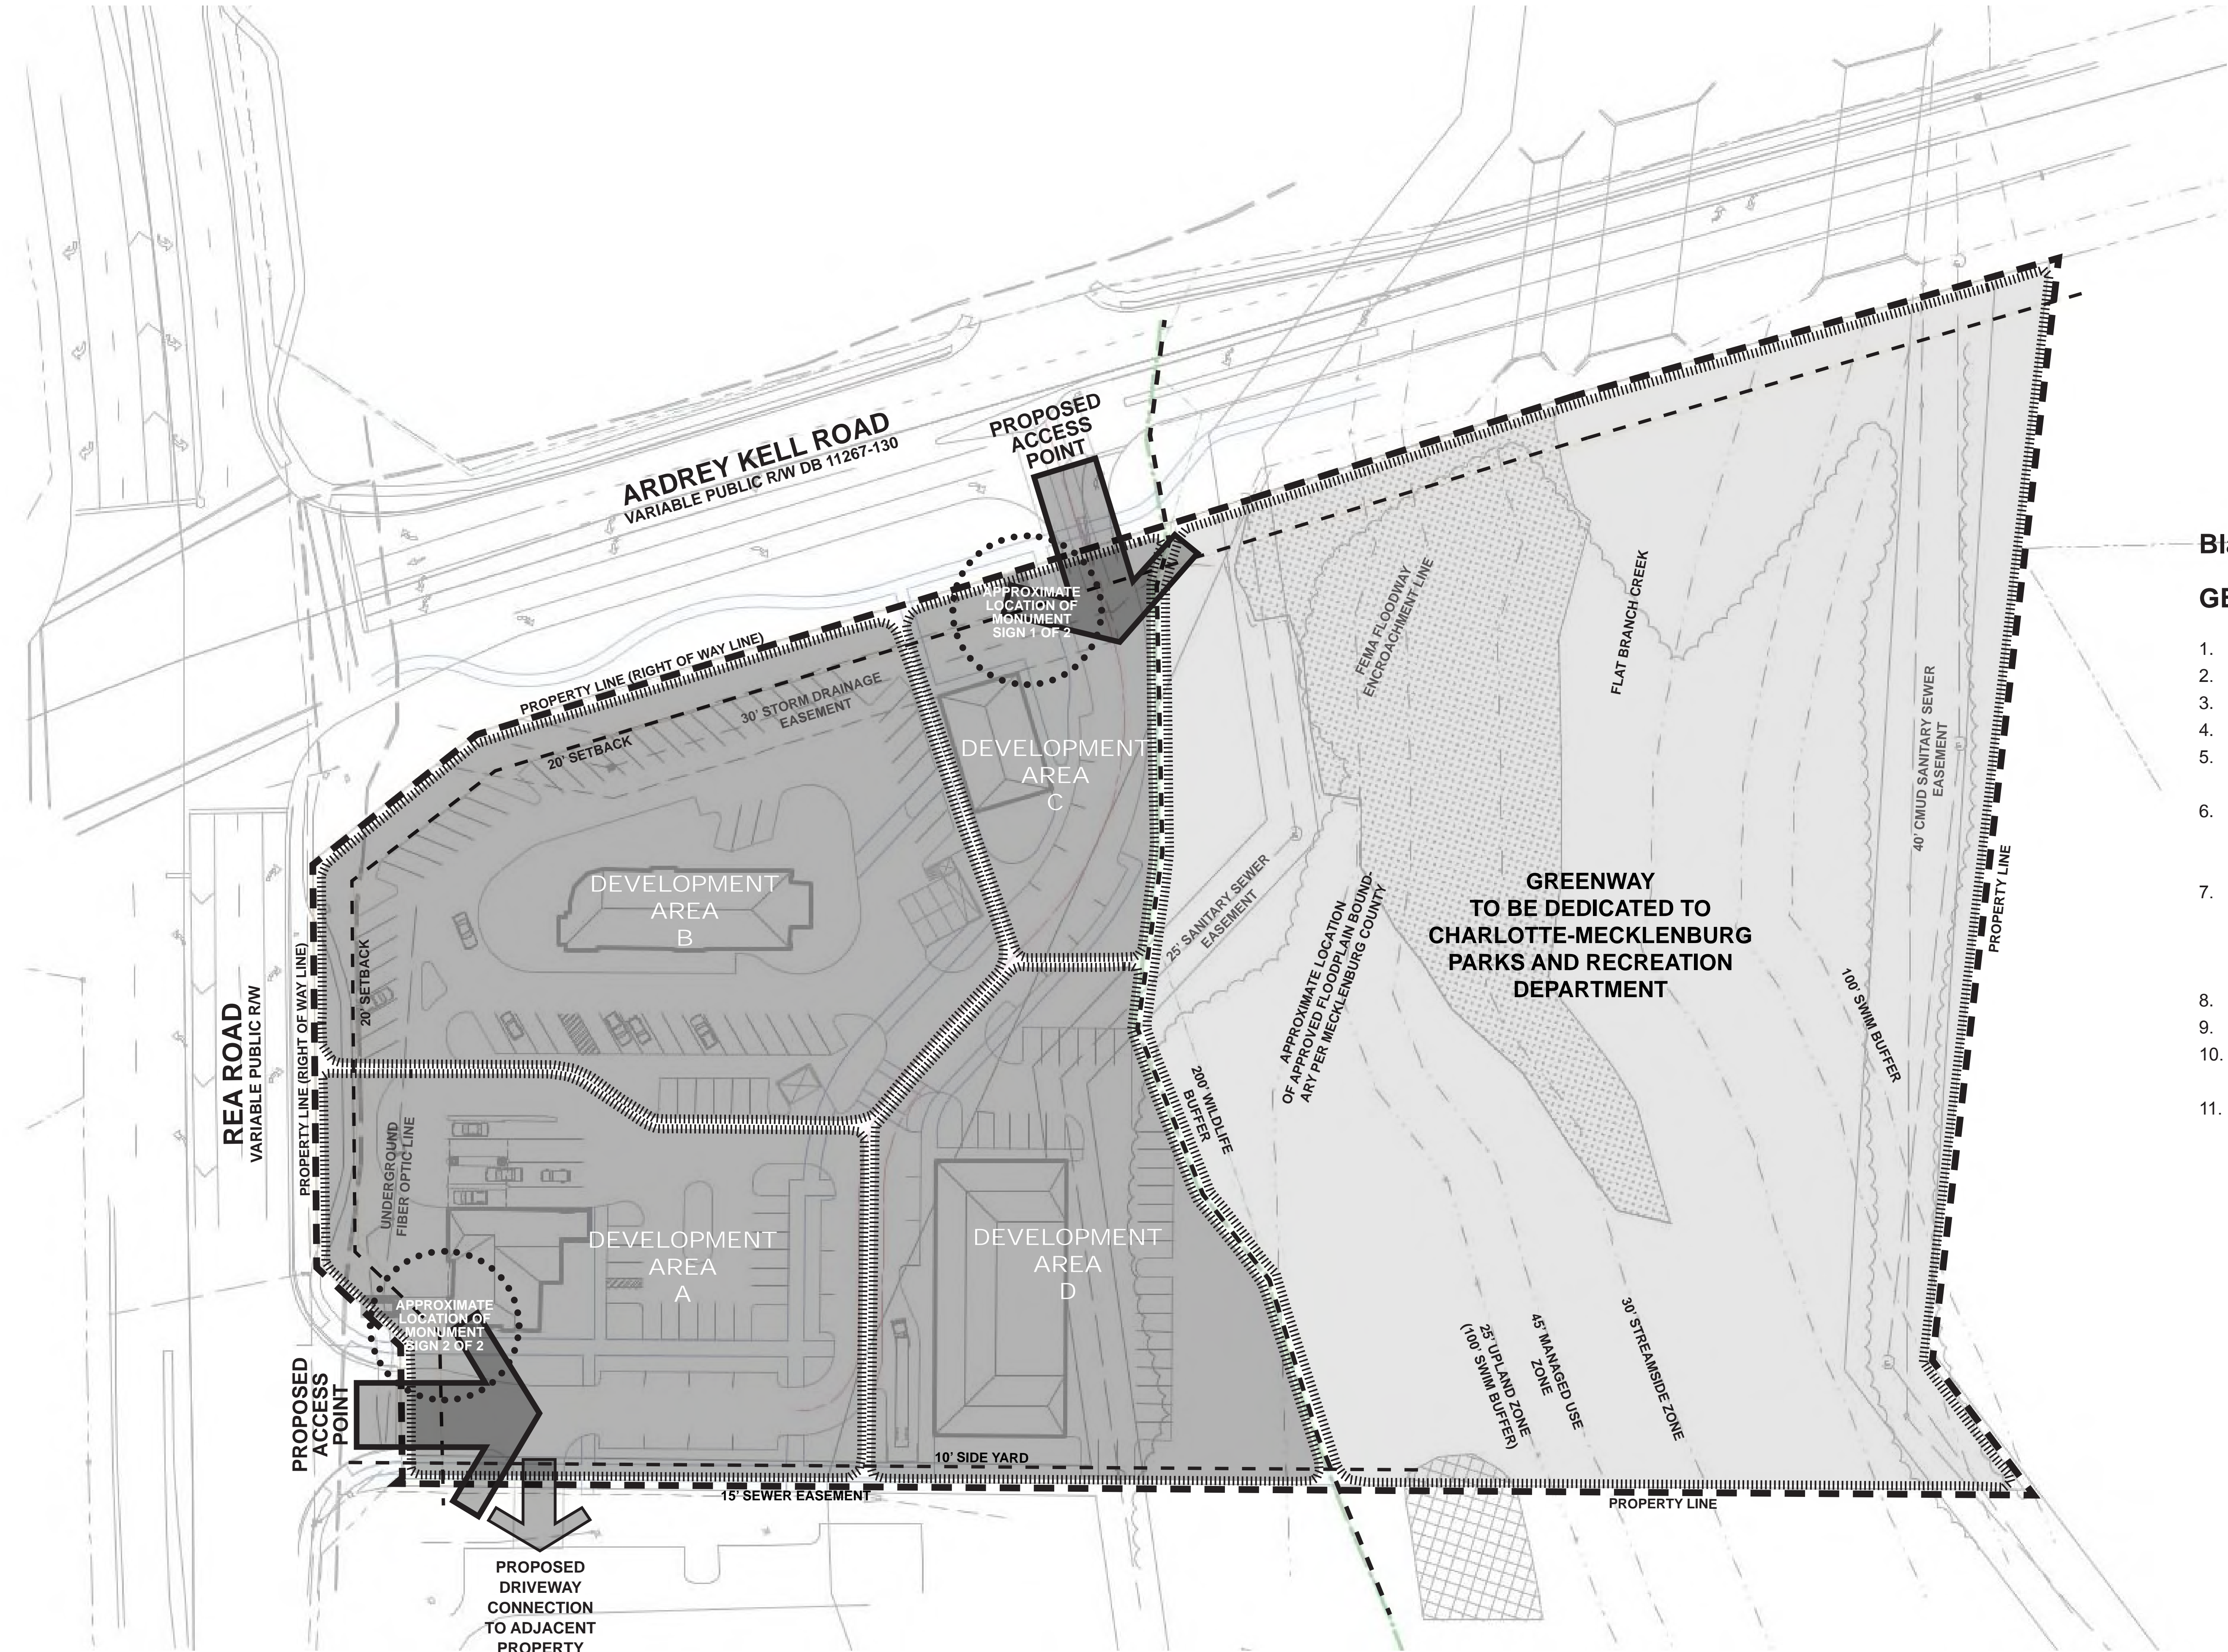 ARDREY KELL ROAD
VARIABLE PUBLIC R/W DB 11267-130
PROPOSED
ACCESS
POINT
APPROXIMATE
LOCATION OF
MONUMENT
SIGN 1 OF 2
PROPERTY LINE (RIGHT OF WAY LINE)
30' STORM DRAINAGE
EASEMENT
20' SETBACK
DEVELOPMENT
AREA
C
DEVELOPMENT
AREA
B
20' SETBACK
PROPERTY LINE (RIGHT OF WAY LINE)
REA ROAD
VARIABLE PUBLIC R/W
UNDERGROUND
FIBER OPTIC LINE
DEVELOPMENT
AREA
A
DEVELOPMENT
AREA
D
APPROXIMATE
LOCATION OF
MONUMENT
SIGN 2 OF 2
PROPOSED
ACCESS
POINT
10' SIDE YARD
15' SEWER EASEMENT
PROPOSED
DRIVEWAY
CONNECTION
TO ADJACENT
PROPERTY
FEMA FLOODWAY
ENCROACHMENT LINE
FLAT BRANCH CREEK
40' CMUD SANITARY SEWER
EASEMENT
PROPERTY LINE
25' SANITARY SEWER
EASEMENT
APPROXIMATE LOCATION
OF APPROVED FLOODPLAIN BOUND-
ARY PER MECKLENBURG COUNTY
GREENWAY
TO BE DEDICATED TO
CHARLOTTE-MECKLENBURG
PARKS AND RECREATION
DEPARTMENT
100' SWIM BUFFER
200' WILDLIFE
BUFFER
25' UPLAND ZONE
(100' SWIM BUFFER)
45' MANAGED USE
ZONE
30' STREAMSIDE ZONE
PROPERTY LINE
1.
2.
3.
4.
5.
6.
7.
8.
9.
10.
11.